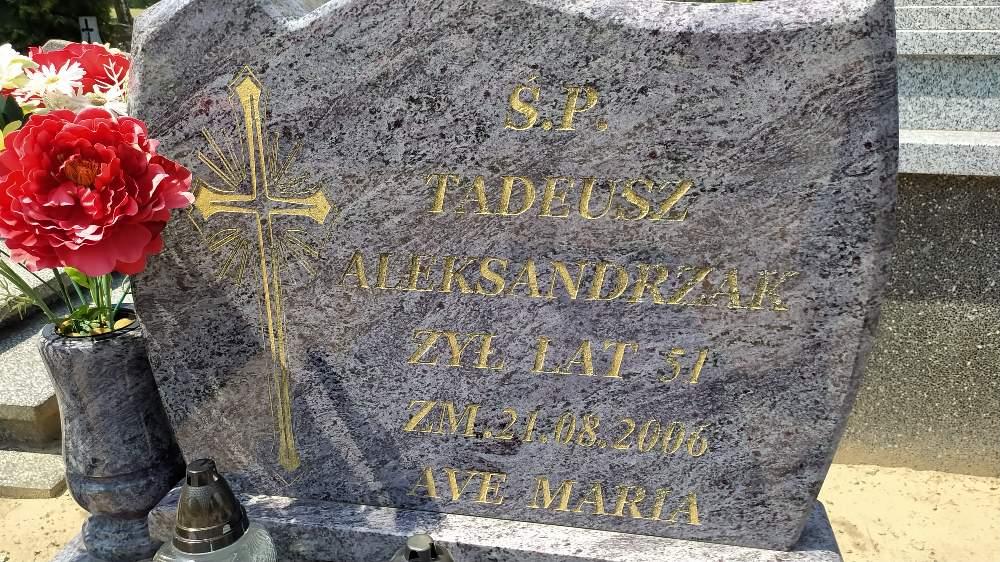 Ś.P.
TADEUSZ
ALEKSANDRZAK
ŻYŁ LAT 51
ZM.21.08.2006
AVE MARIA